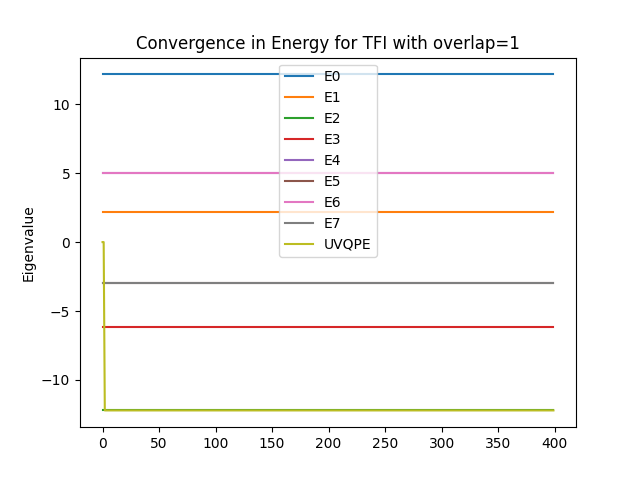 Convergence in Energy for TFI with overlap=1
E0
E1
E2
E3
E4
E5
E6
E7
UVQPE
Eigenvalue
10
5
0
−5
−10
0 50 100 150 200 250 300 350 400